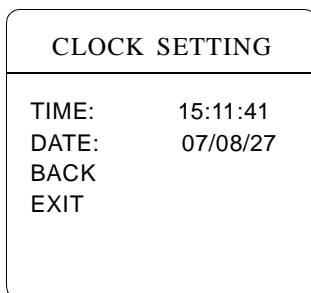 CLOCK SETTING
TIME: 15:11:41
DATE: 07/08/27
BACK
EXIT